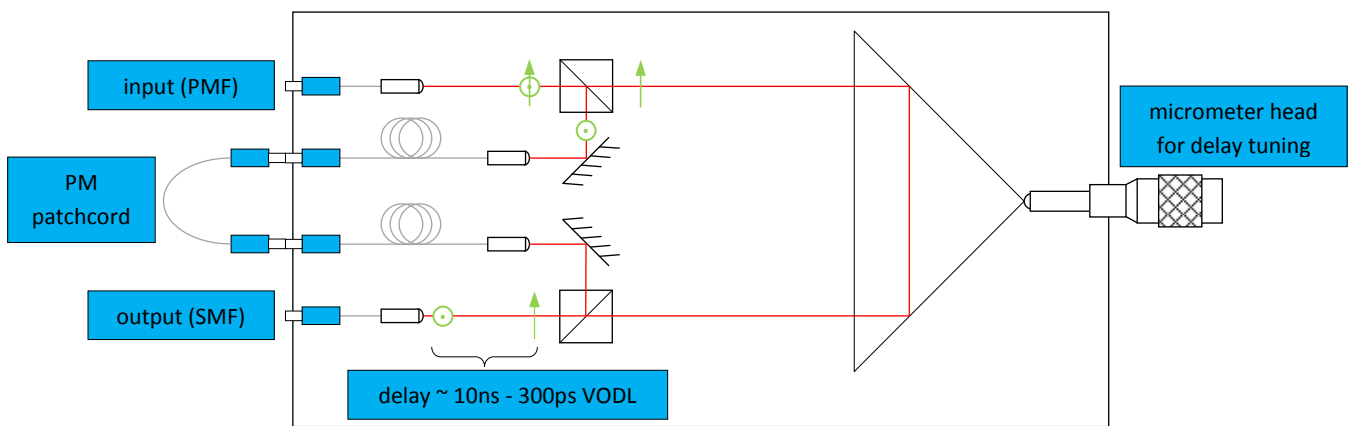 input (PMF)
PM
patchcord
output (SMF)
delay ~ 10ns - 300ps VODL
micrometer head
for delay tuning